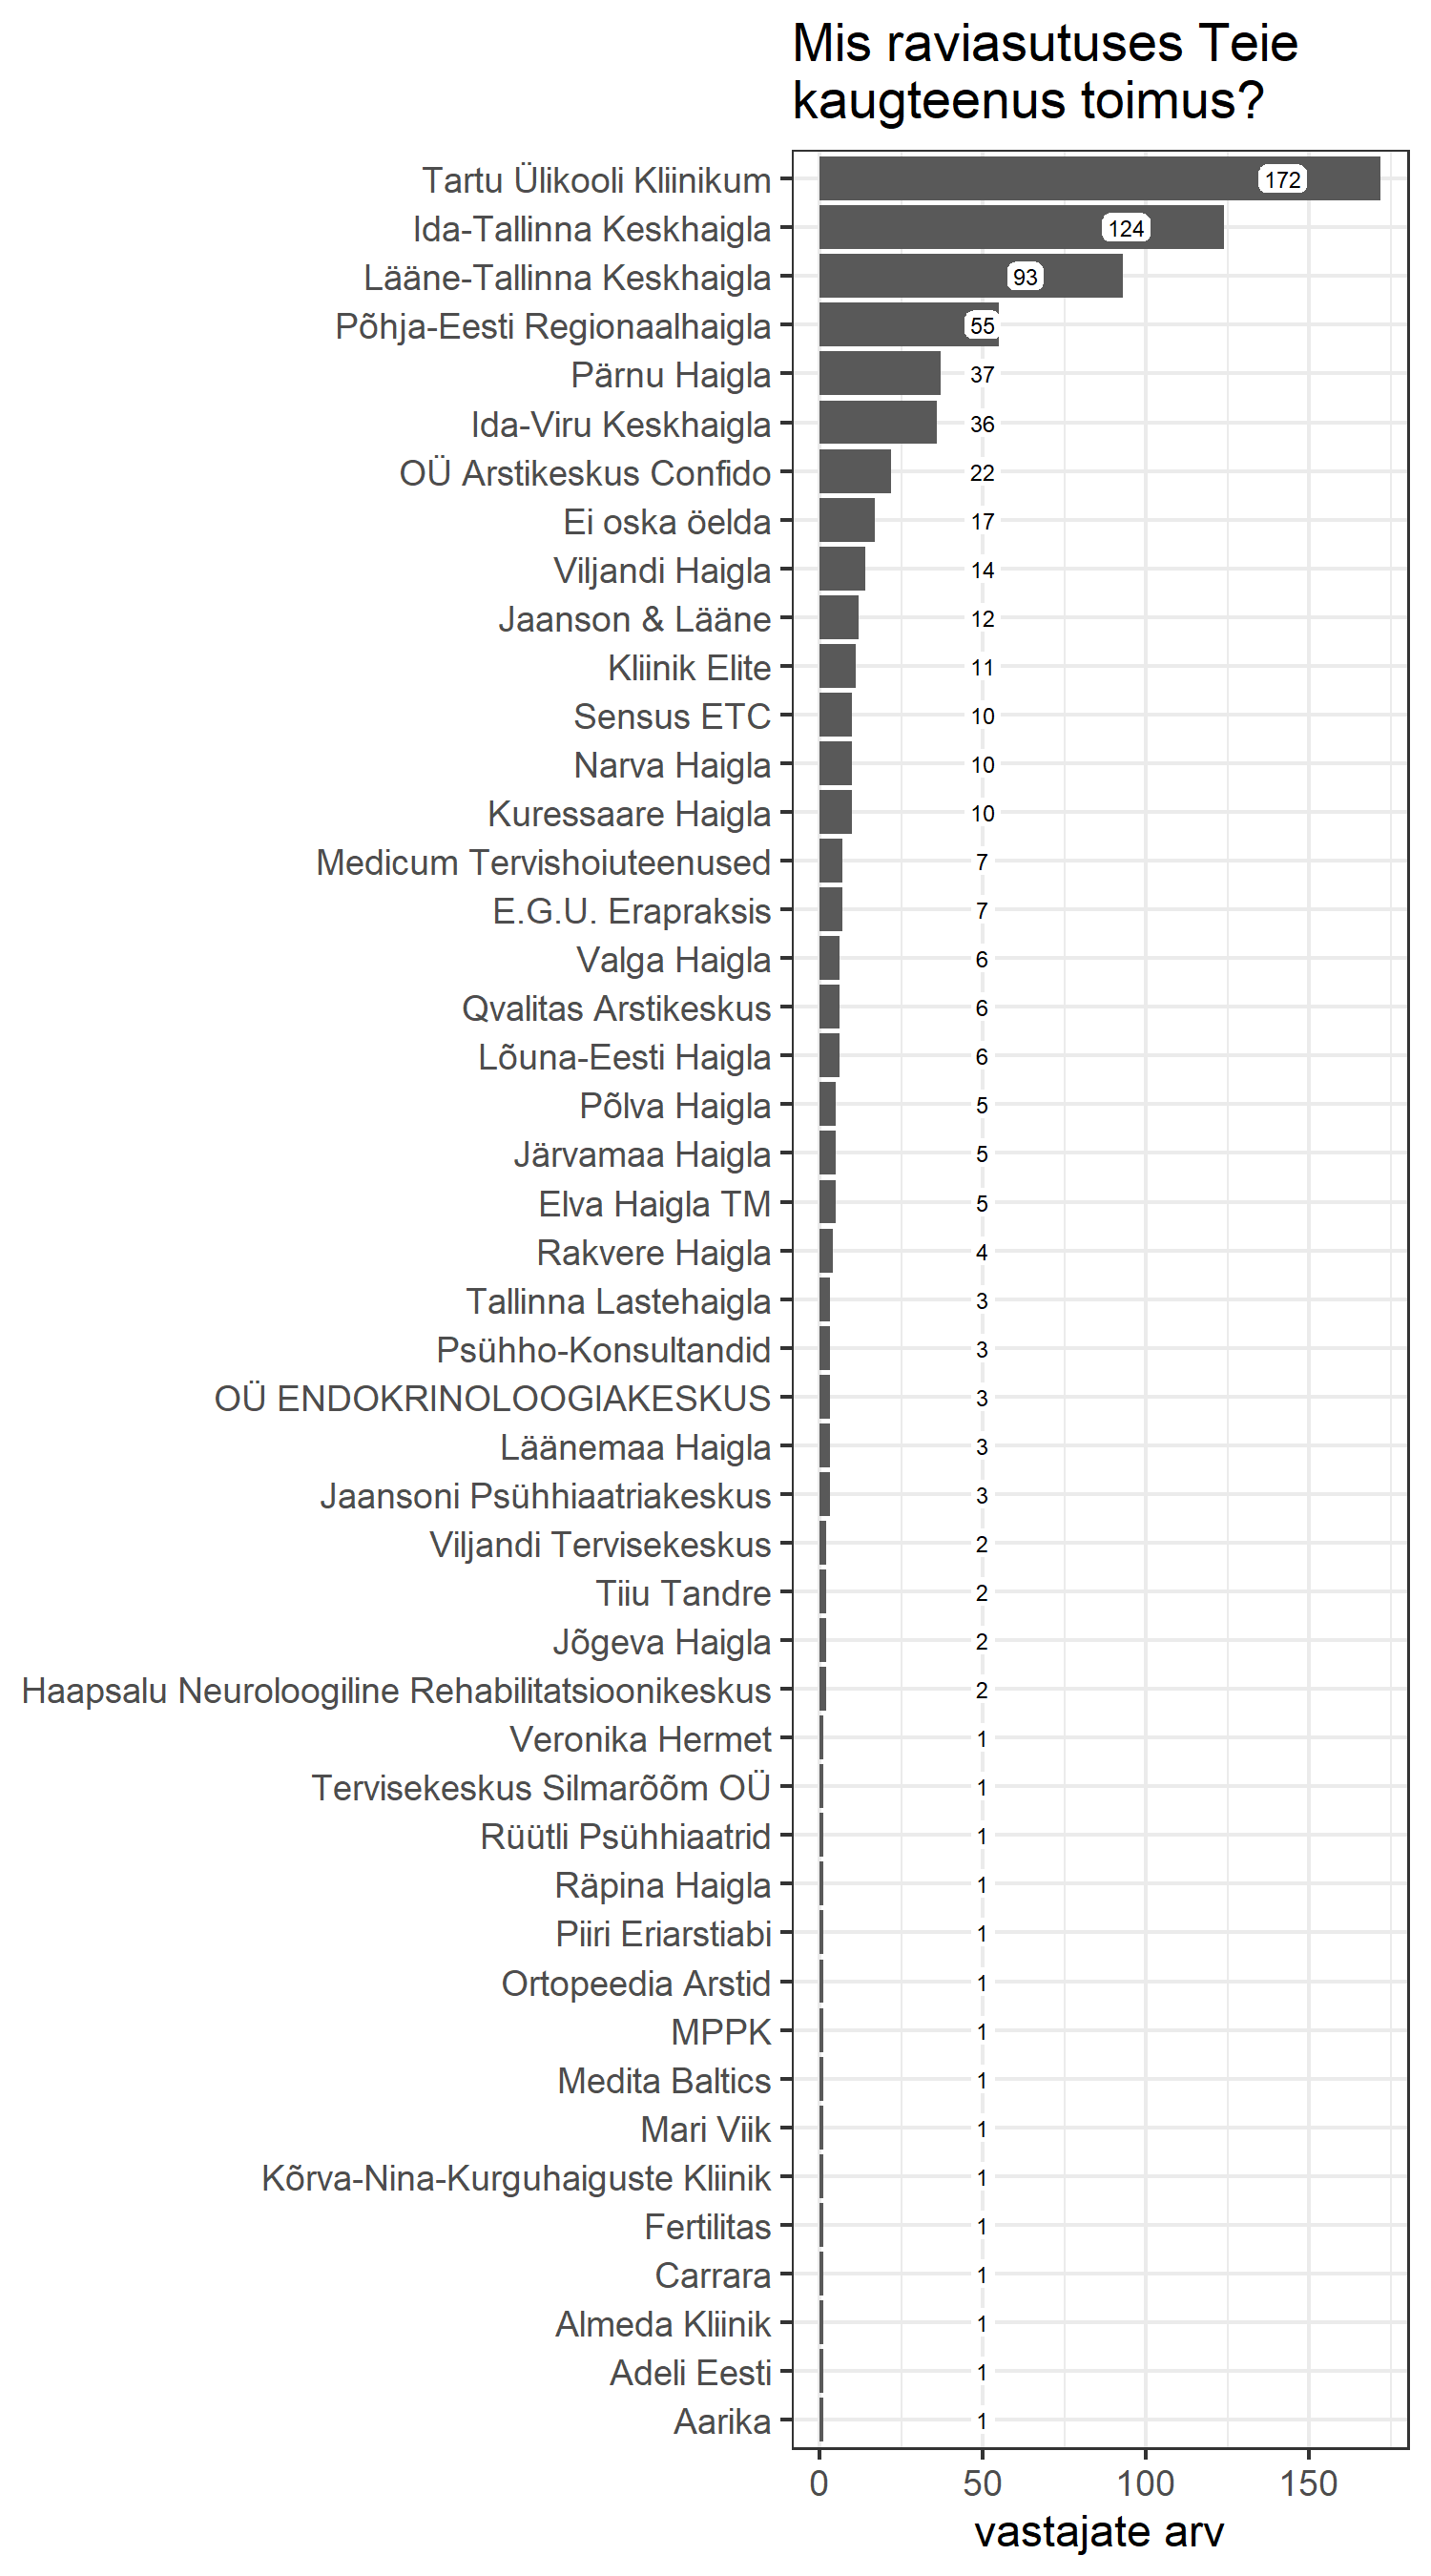 Mis raviasutuses Teie
kaugteenus toimus?
Tartu Ülikooli Kliinikum 172
Ida-Tallinna Keskhaigla 124
Lääne-Tallinna Keskhaigla 93
Põhja-Eesti Regionaalhaigla 55
Pärnu Haigla 37
Ida-Viru Keskhaigla 36
OÜ Arstikeskus Confido 22
Ei oska öelda 17
Viljandi Haigla 14
Jaanson & Lääne 12
Kliinik Elite 11
Sensus ETC 10
Narva Haigla 10
Kuressaare Haigla 10
Medicum Tervishoiuteenused 7
E.G.U. Erapraksis 7
Valga Haigla 6
Qvalitas Arstikeskus 6
Lõuna-Eesti Haigla 6
Põlva Haigla 5
Järvamaa Haigla 5
Elva Haigla TM 5
Rakvere Haigla 4
Tallinna Lastehaigla 3
Psühho-Konsultandid 3
OÜ ENDOKRINOLOOGIAKESKUS 3
Läänemaa Haigla 3
Jaansoni Psühhiaatriakeskus 3
Viljandi Tervisekeskus 2
Tiiu Tandre 2
Jõgeva Haigla 2
Haapsalu Neuroloogiline Rehabilitatsioonikeskus 2
Veronika Hermet 1
Tervisekeskus Silmarõõm OÜ 1
Rüütli Psühhiaatrid 1
Räpina Haigla 1
Piiri Eriarstiabi 1
Ortopeedia Arstid 1
MPPK 1
Medita Baltics 1
Mari Viik 1
Kõrva-Nina-Kurguhaiguste Kliinik 1
Fertilitas 1
Carrara 1
Almeda Kliinik 1
Adeli Eesti 1
Aarika 1
0 50 100 150
vastajate arv